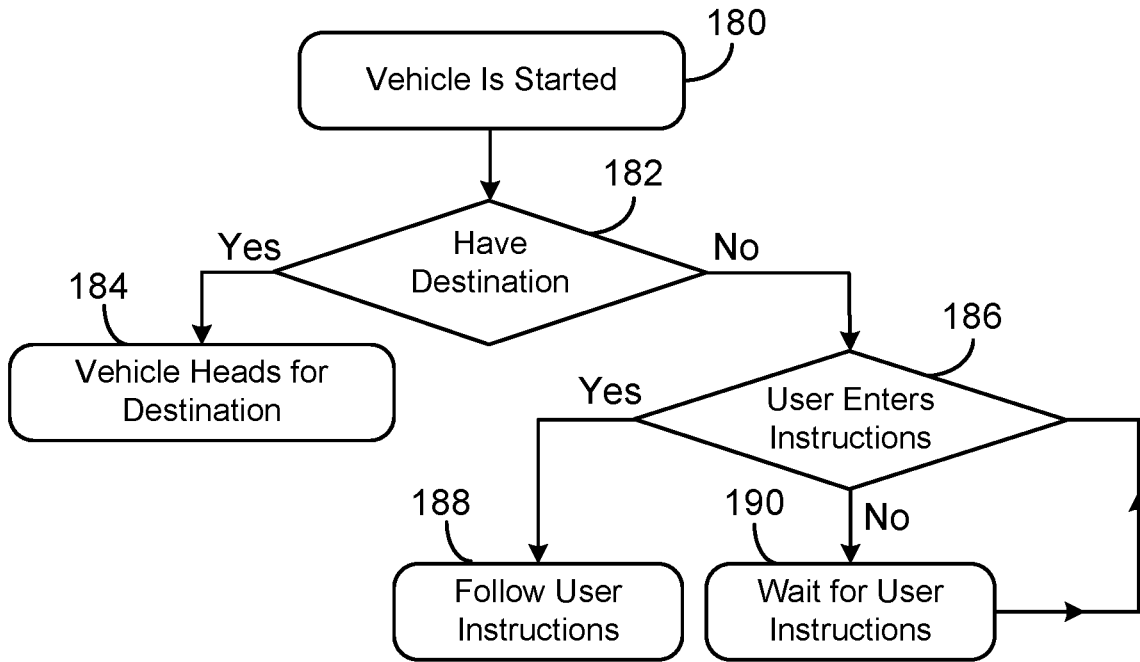 180
Vehicle Is Started
182
Yes
Have
Destination
No
184
Vehicle Heads for
Destination
186
Yes
User Enters
Instructions
188
190
No
Follow User
Instructions
Wait for User
Instructions